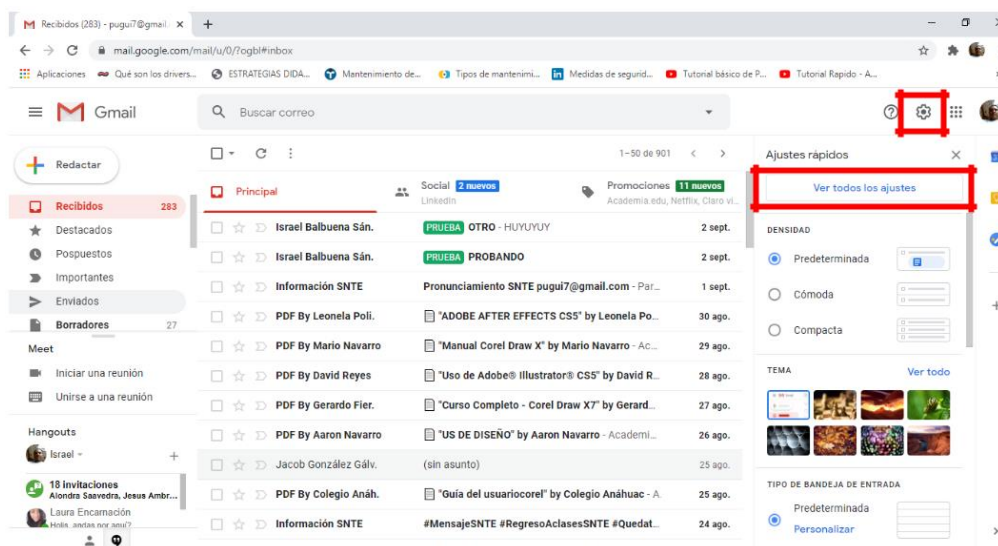 Recibidos (283) - pugui7@gmail. × +
mail.google.com/mail/u/0/?ogbl#inbox
Aplicaciones Qué son los drivers... ESTRATEGIAS DIDA... Mantenimiento de... Tipos de mantenimi... Medidas de segurid... Tutorial básico de P... Tutorial Rapido - A...
Gmail
Buscar correo
Redactar
Recibidos 283
Destacados
Pospuestos
Importantes
Enviados
Borradores 27
Meet
Iniciar una reunión
Unirse a una reunión
Hangouts
Israel
18 invitaciones
Alondra Saavedra, Jesus Ambr...
Laura Encarnación
Hola, andas por aquí?
1–50 de 901
Principal
Social 2 nuevos
LinkedIn
Promociones 11 nuevos
Academia.edu, Netflix, Claro vi...
Israel Balbuena Sán. PRUEBA OTRO - HUYUYUY 2 sept.
Israel Balbuena Sán. PRUEBA PROBANDO 2 sept.
Información SNTE Pronunciamiento SNTE pugui7@gmail.com - Par... 1 sept.
PDF By Leonela Poli. "ADOBE AFTER EFFECTS CS5" by Leonela Po... 30 ago.
PDF By Mario Navarro "Manual Corel Draw X" by Mario Navarro - Ac... 29 ago.
PDF By David Reyes "Uso de Adobe® Illustrator® CS5" by David R... 28 ago.
PDF By Gerardo Fier. "Curso Completo - Corel Draw X7" by Gerard... 27 ago.
PDF By Aaron Navarro "US DE DISEÑO" by Aaron Navarro - Academi... 26 ago.
Jacob González Gálv. (sin asunto) 25 ago.
PDF By Colegio Anáh. "Guía del usuariocorel" by Colegio Anáhuac - A. 25 ago.
Información SNTE #MensajeSNTE #RegresoAclasesSNTE #Quedat... 24 ago.
Ajustes rápidos
Ver todos los ajustes
DENSIDAD
Predeterminada
Cómoda
Compacta
TEMA Ver todo
TIPO DE BANDEJA DE ENTRADA
Predeterminada
Personalizar